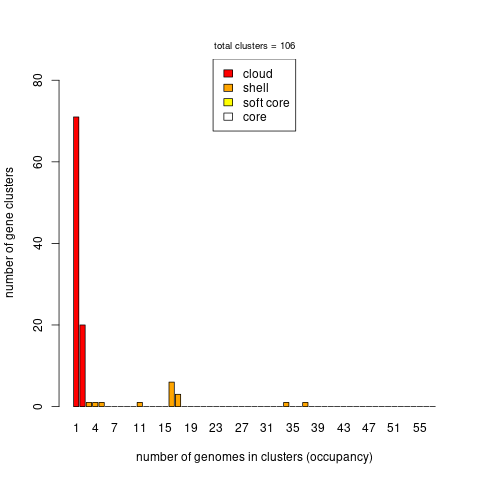 total clusters = 106
cloud
shell
soft core
core
number of gene clusters
80
60
40
20
0
1 4 7 11 15 19 23 27 31 35 39 43 47 51 55
number of genomes in clusters (occupancy)